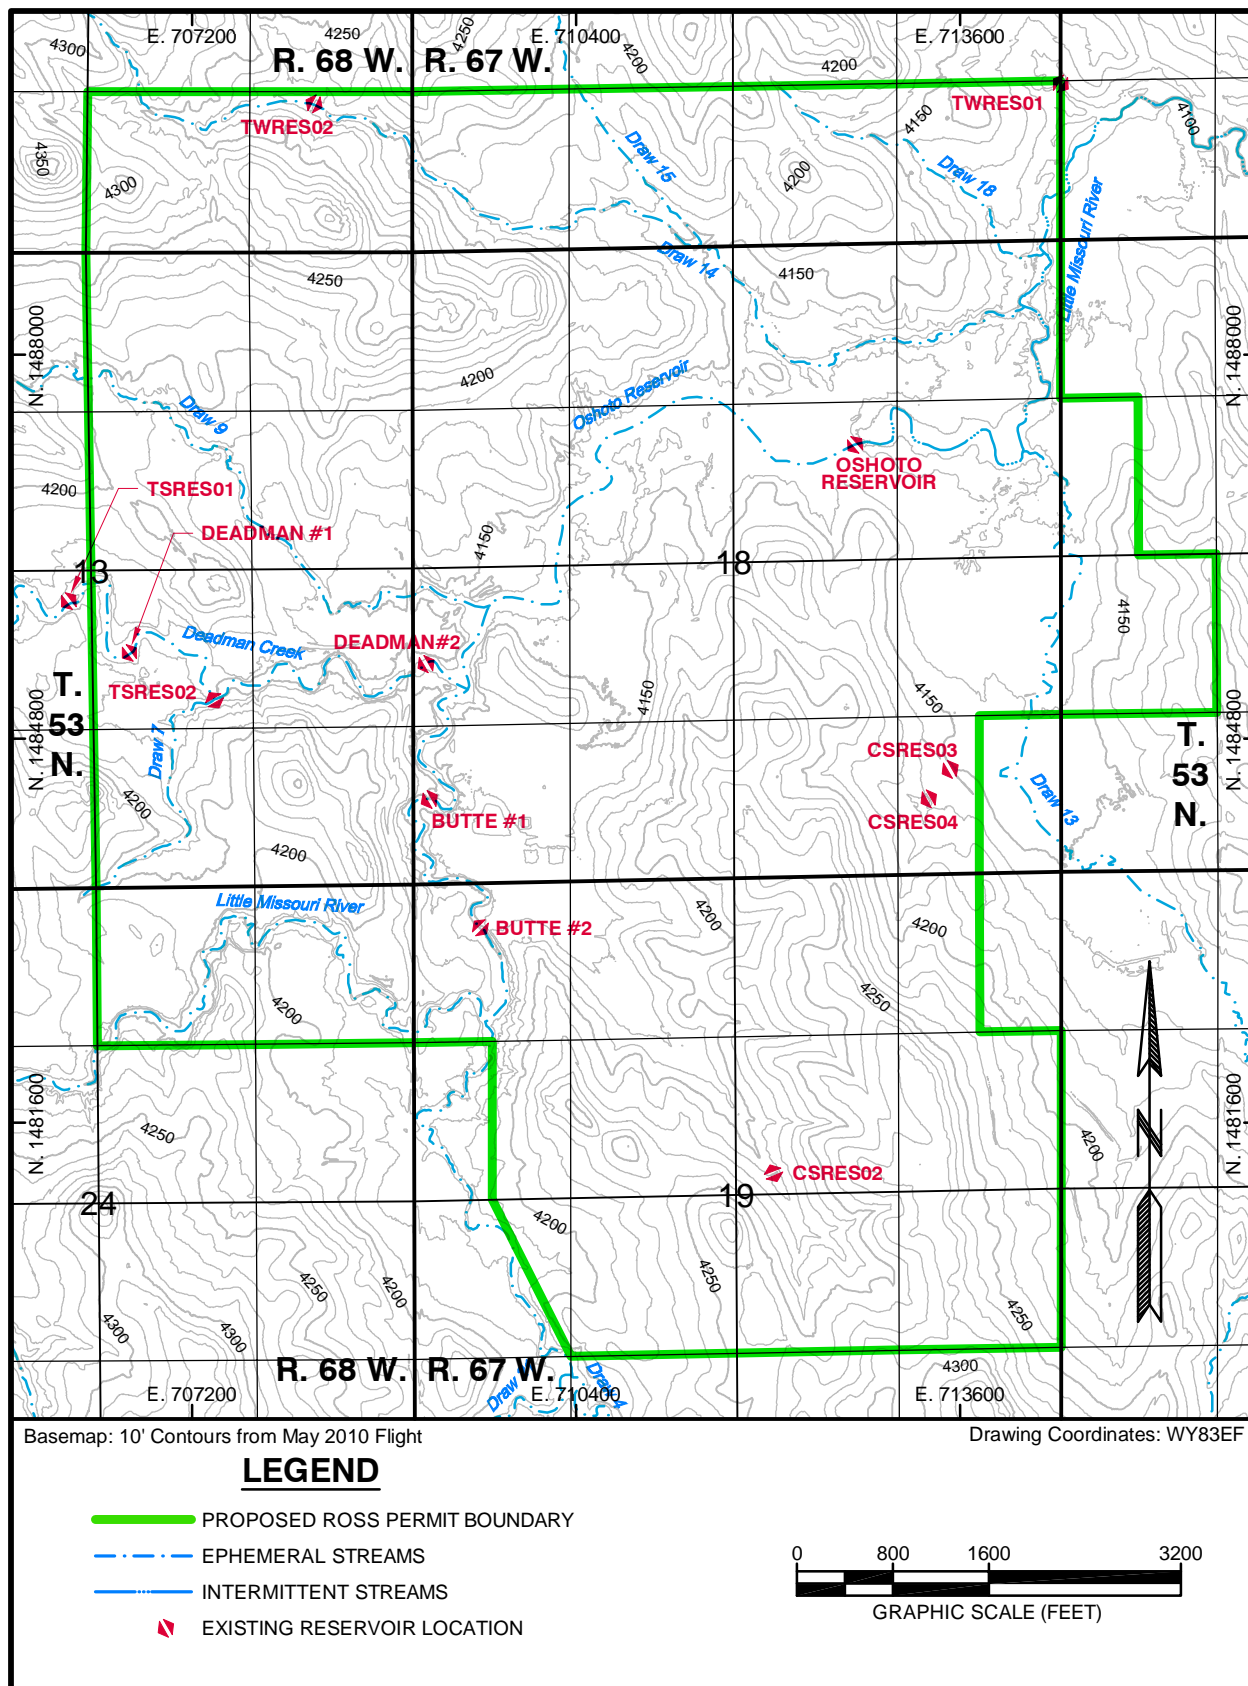 E. 707200
4250
4250
E. 710400
E. 713600
4300
R. 68 W.
R. 67 W.
4200
4200
TWRES02
TWRES01
4150
4100
4350
4300
Draw 15
4200
Draw 18
Little Missouri River
Draw 14
4250
4150
N. 1488000
N. 1488000
4200
Oshoto Reservoir
Draw 9
OSHOTO
RESERVOIR
4200
TSRES01
DEADMAN #1
4150
13
18
4150
Deadman Creek
DEADMAN#2
TSRES02
T.
53
N.
4150
4150
N. 1484800
N. 1484800
Draw 7
CSRES03
T.
53
N.
4200
BUTTE #1
CSRES04
Draw 13
4200
Little Missouri River
BUTTE #2
4200
4200
4200
4250
N. 1481600
N. 1481600
4250
4200
CSRES02
24
19
4200
4250
4200
4250
4300
4300
4250
R. 68 W.
R. 67 W.
4300
E. 707200
Draw
E. 710400
Draw 4
E. 713600
Basemap: 10' Contours from May 2010 Flight
Drawing Coordinates: WY83EF
LEGEND
PROPOSED ROSS PERMIT BOUNDARY
EPHEMERAL STREAMS
INTERMITTENT STREAMS
EXISTING RESERVOIR LOCATION
0 800 1600 3200
GRAPHIC SCALE (FEET)
N